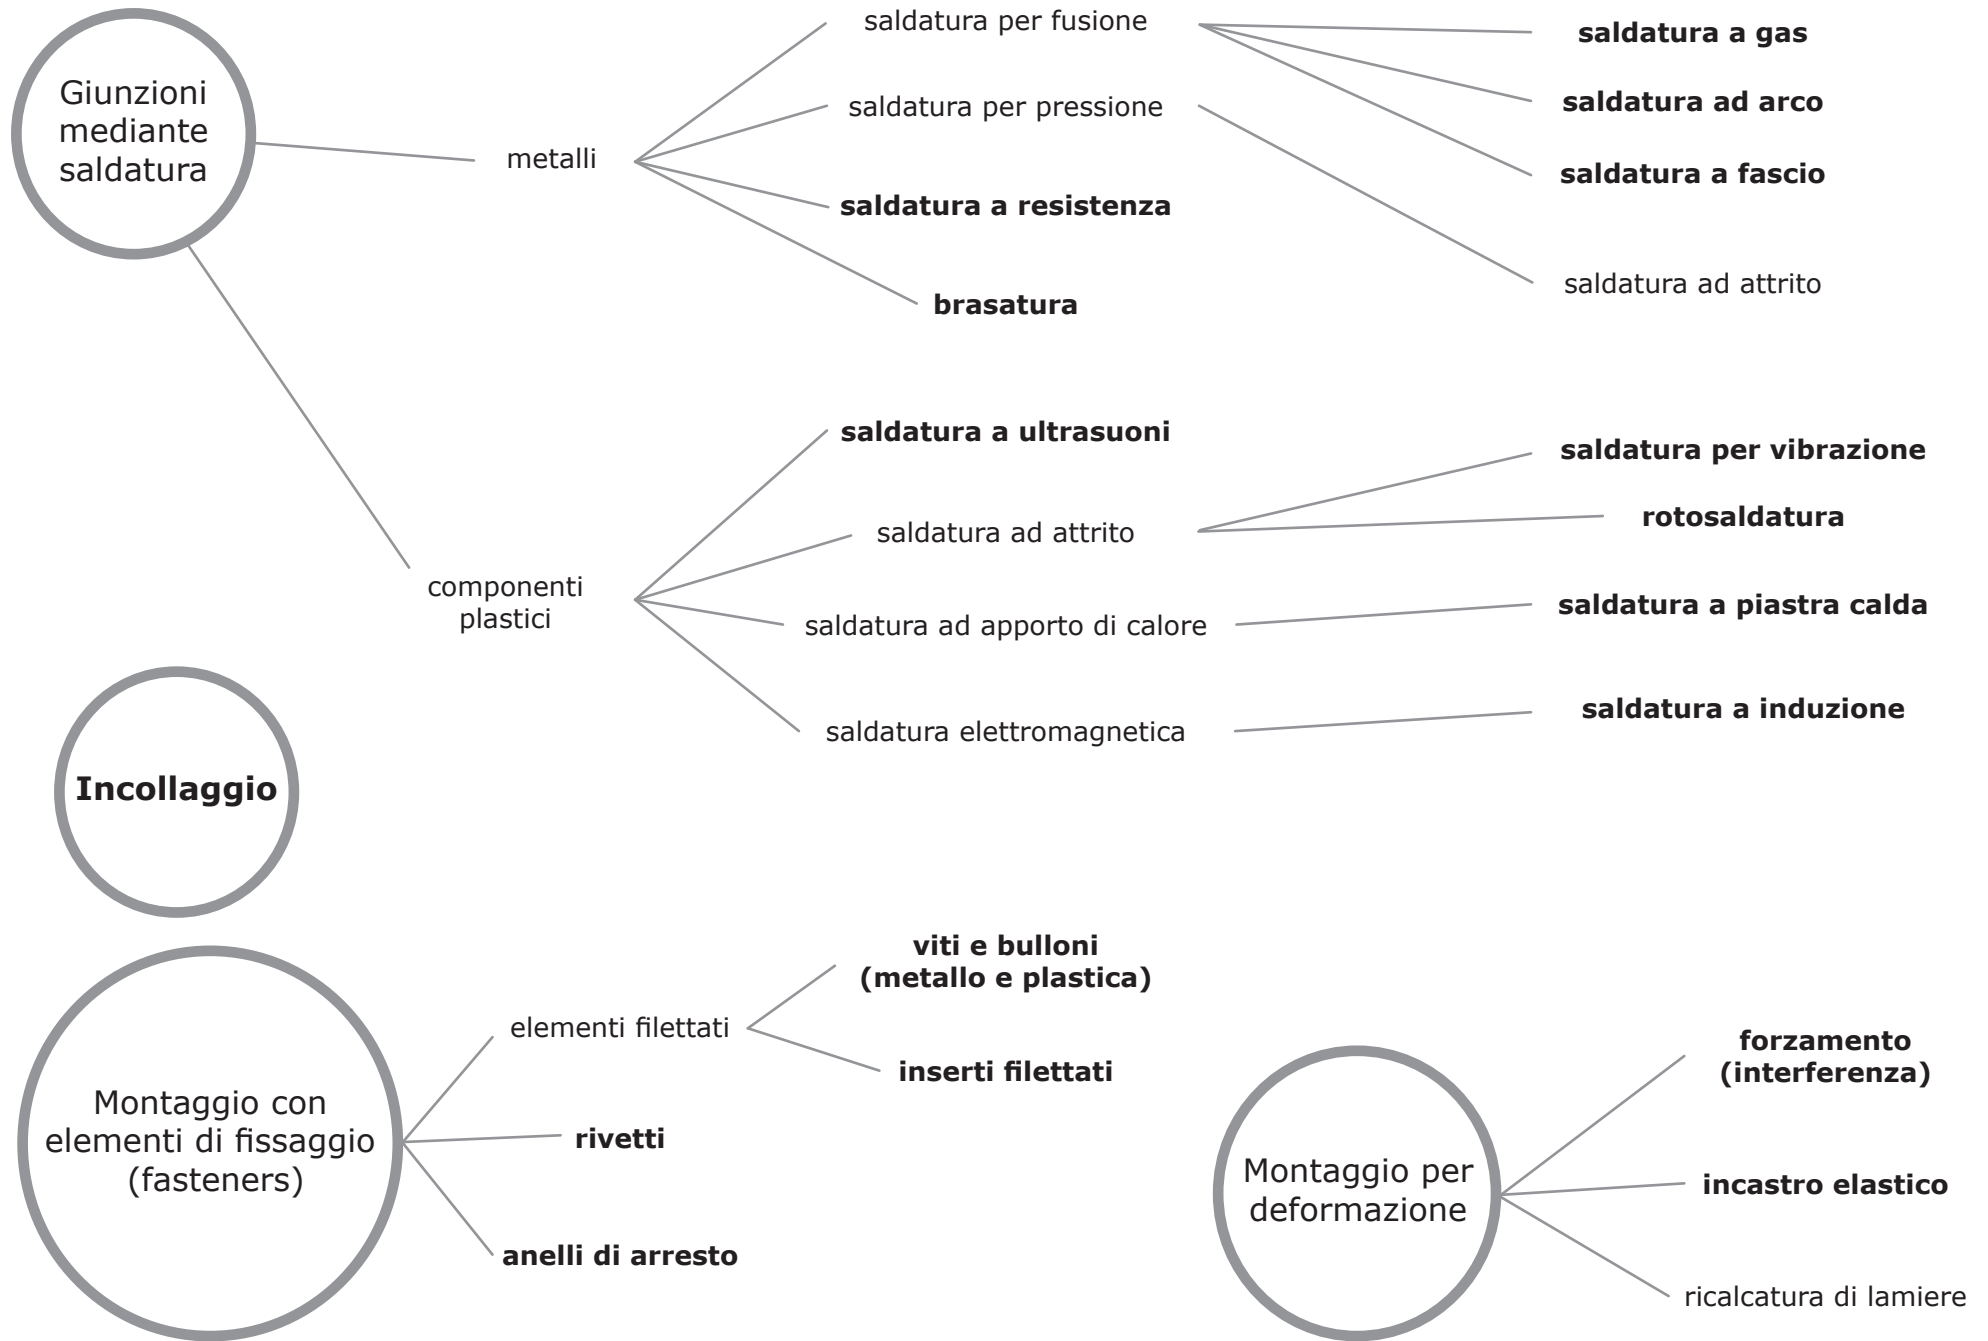 Giunzioni
mediante
saldatura
metalli
saldatura per fusione
saldatura per pressione
saldatura a resistenza
brasatura
saldatura a gas
saldatura ad arco
saldatura a fascio
saldatura ad attrito
componenti
plastici
saldatura a ultrasuoni
saldatura ad attrito
saldatura ad apporto di calore
saldatura elettromagnetica
saldatura per vibrazione
rotosaldatura
saldatura a piastra calda
saldatura a induzione
Incollaggio
Montaggio con
elementi di fissaggio
(fasteners)
elementi filettati
rivetti
anelli di arresto
viti e bulloni
(metallo e plastica)
inserti filettati
Montaggio per
deformazione
forzamento
(interferenza)
incastro elastico
ricalcatura di lamiere